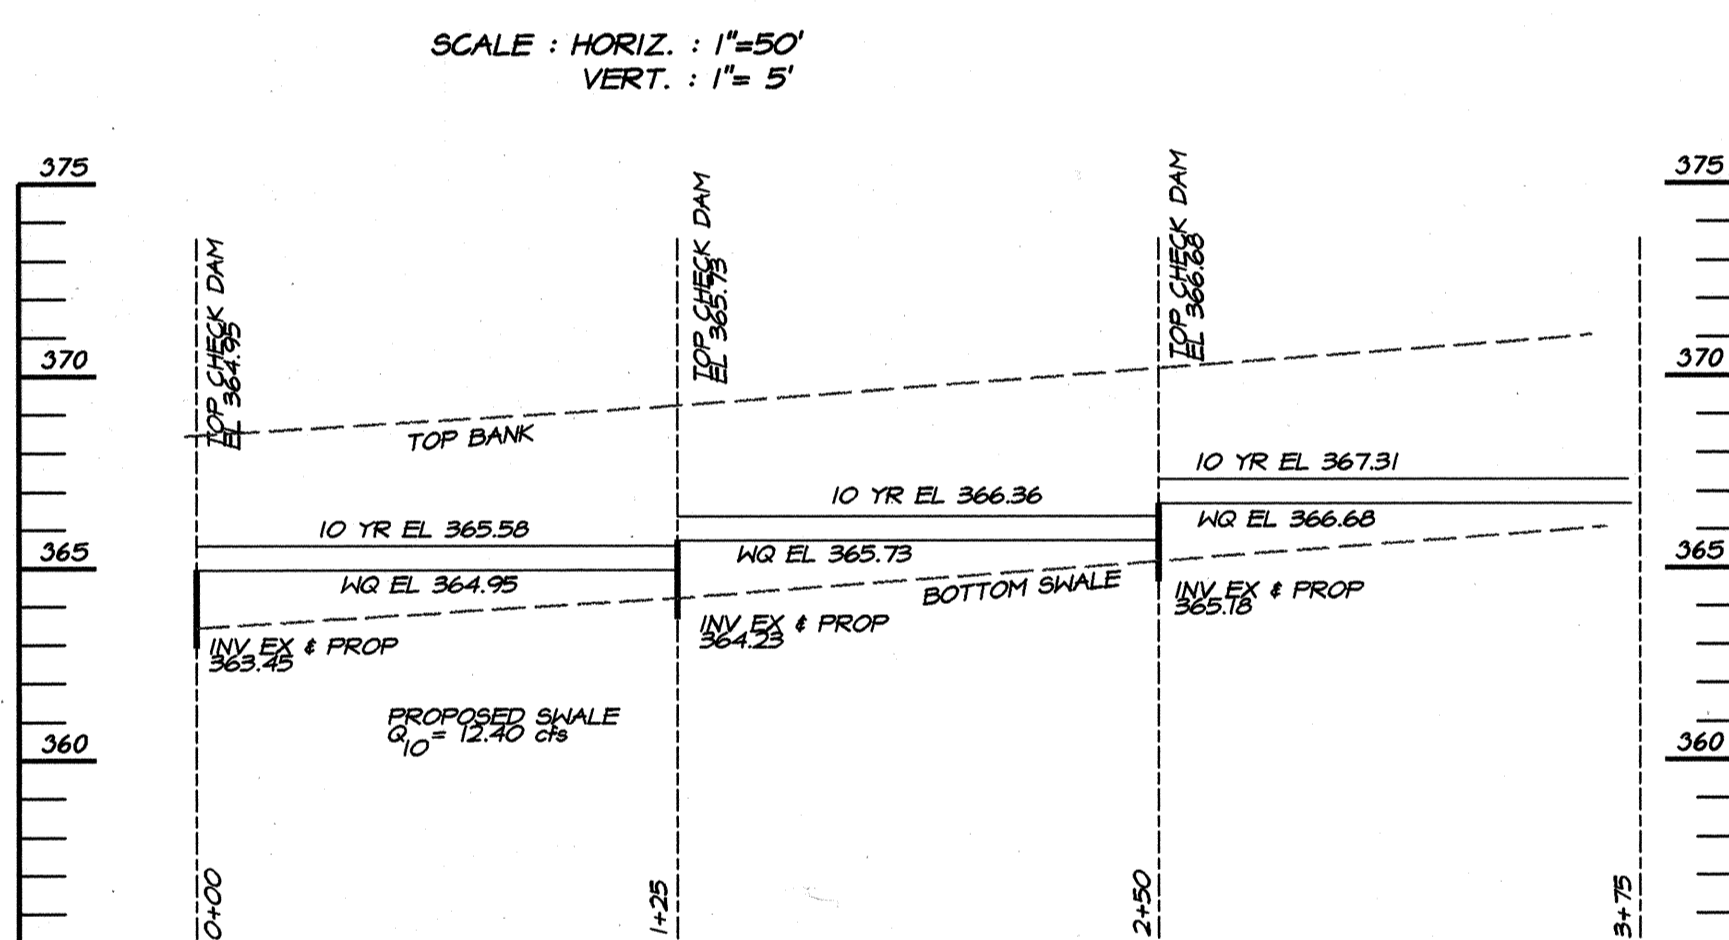 SCALE : HORIZ. : 1"=50'
VERT. : 1"= 5'
375
375
TOP CHECK DAM
EL 364.95
TOP CHECK DAM
EL 365.73
TOP CHECK DAM
EL 366.68
370
370
TOP BANK
10 YR EL 367.31
10 YR EL 366.36
WQ EL 366.68
10 YR EL 365.58
365
365
WQ EL 365.73
WQ EL 364.95
BOTTOM SWALE
INV EX & PROP
365.18
INV EX & PROP
364.23
INV EX & PROP
363.45
PROPOSED SWALE
Q10 = 12.40 cfs
360
360
0+00
1+25
2+50
3+75